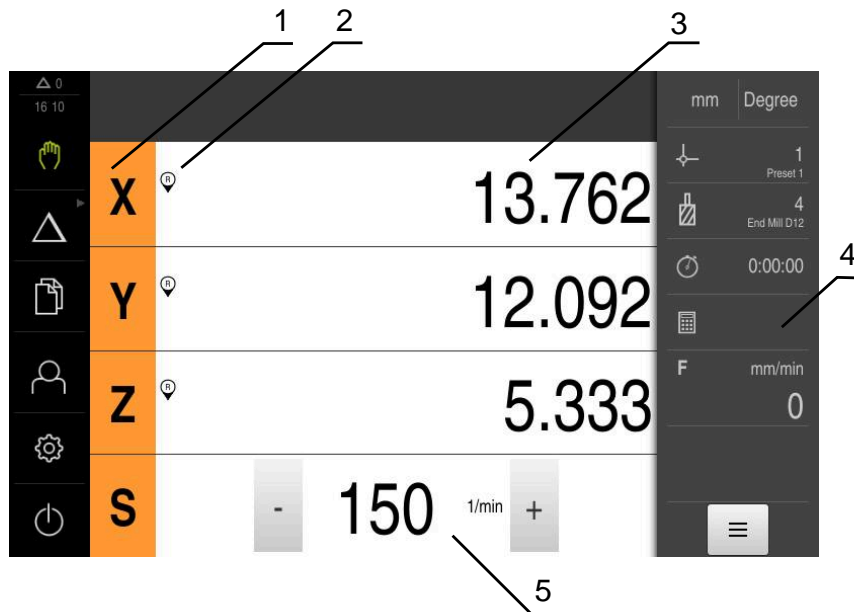 1 2 3
0
16 10
mm Degree
X R 13.762
1
Preset 1
4
End Mill D12
Y R 12.092
0:00:00
4
Z R 5.333
F mm/min
0
S - 150 1/min +
5